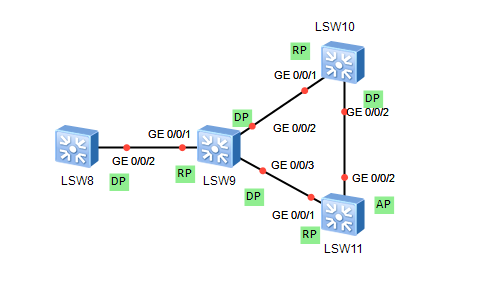 LSW10
RP
GE 0/0/1
DP
GE 0/0/2
DP
GE 0/0/2
GE 0/0/1
GE 0/0/2
DP
RP
LSW8
LSW9
GE 0/0/3
DP
GE 0/0/2
AP
GE 0/0/1
RP
LSW11